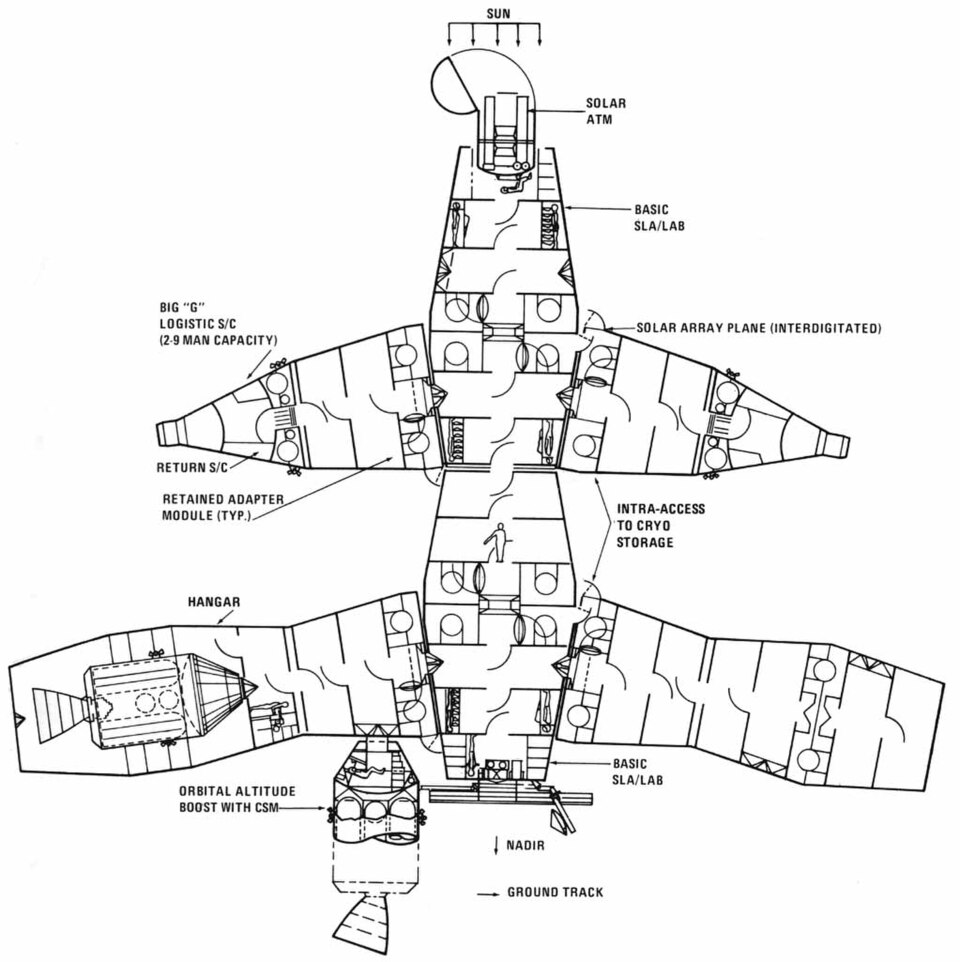 SUN
SOLAR
ATM
BASIC
SLA/LAB
BIG "G"
LOGISTIC S/C
(2-9 MAN CAPACITY)
SOLAR ARRAY PLANE (INTERDIGITATED)
RETURN S/C
RETAINED ADAPTER
MODULE (TYP.)
INTRA-ACCESS
TO CRYO
STORAGE
HANGAR
BASIC
SLA/LAB
ORBITAL ALTITUDE
BOOST WITH CSM
NADIR
GROUND TRACK